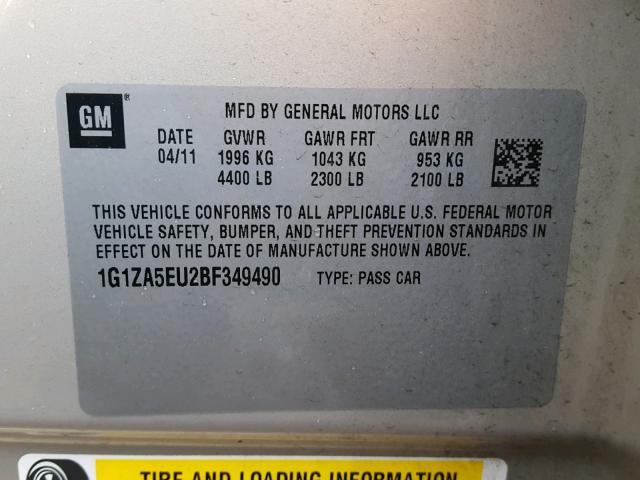 GM
MFD BY GENERAL MOTORS LLC
DATE GVWR GAWR FRT GAWR RR
04/11 1996 KG 1043 KG 953 KG
4400 LB 2300 LB 2100 LB
THIS VEHICLE CONFORMS TO ALL APPLICABLE U.S. FEDERAL MOTOR
VEHICLE SAFETY, BUMPER, AND THEFT PREVENTION STANDARDS IN
EFFECT ON THE DATE OF MANUFACTURE SHOWN ABOVE.
1G1ZA5EU2BF349490 TYPE: PASS CAR
TIRE AND LOADING INFORMATION